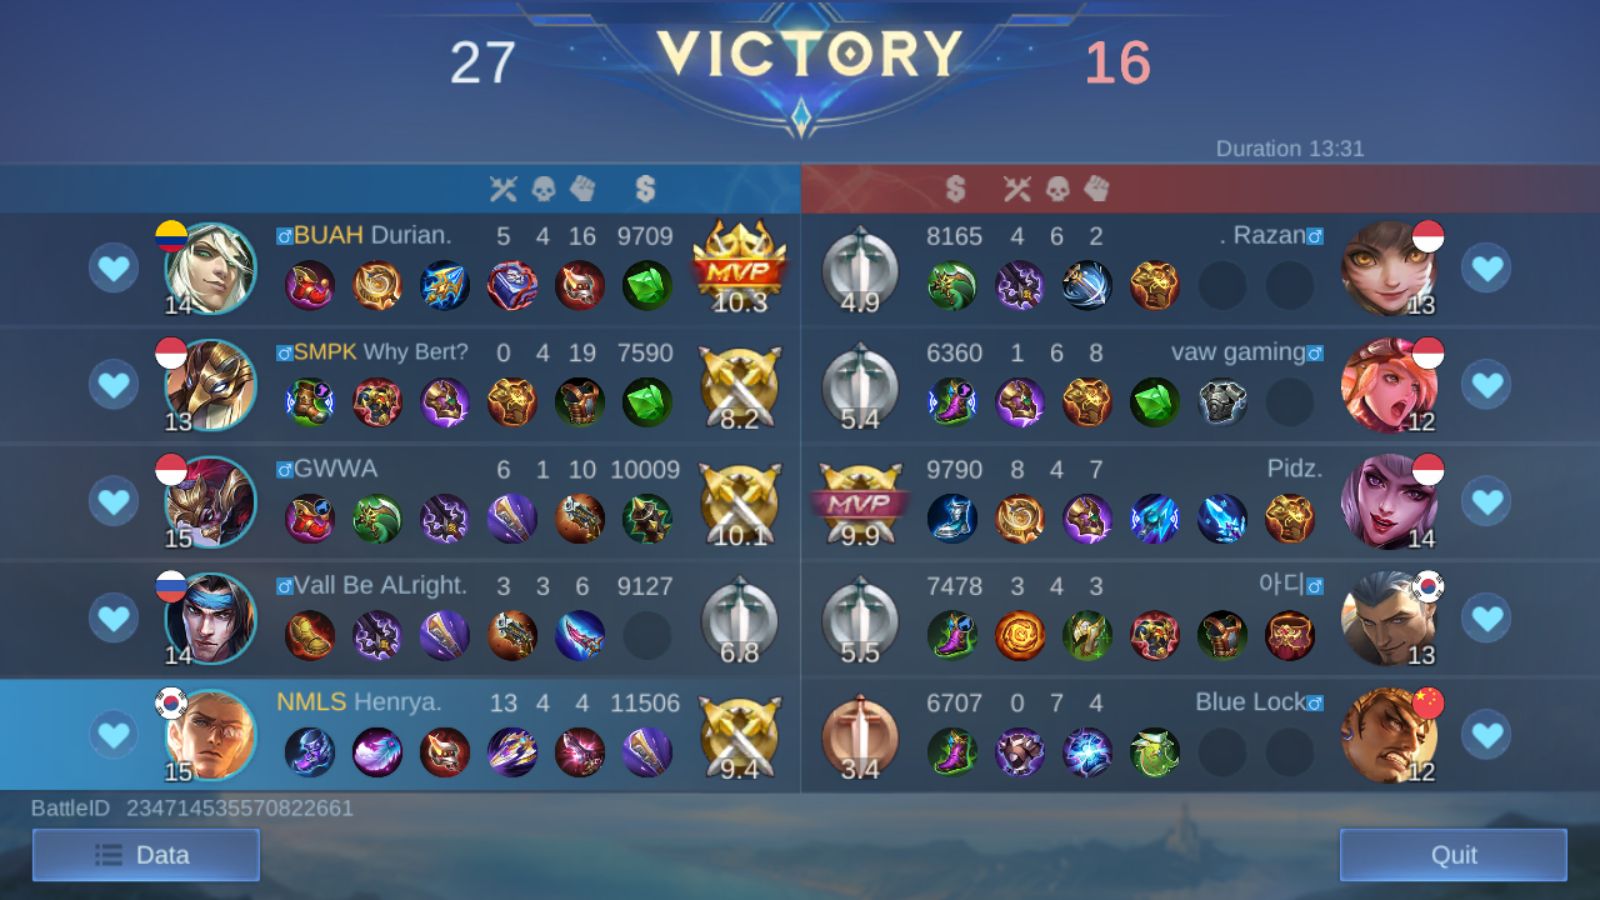 27 VICTORY 16
Duration 13:31
14 BUAH Durian. 5 4 16 9709 MVP 10.3
4.9 8165 4 6 2 . Razan 13
13 SMPK Why Bert? 0 4 19 7590 8.2
5.4 6360 1 6 8 vaw gaming 12
15 GWWA 6 1 10 10009 10.1
MVP 9.9 9790 8 4 7 Pidz. 14
14 Vall Be ALright. 3 3 6 9127 6.8
5.5 7478 3 4 3 아디 13
15 NMLS Henrya. 13 4 4 11506 9.4
3.4 6707 0 7 4 Blue Lock 12
BattleID 234714535570822661
Data
Quit